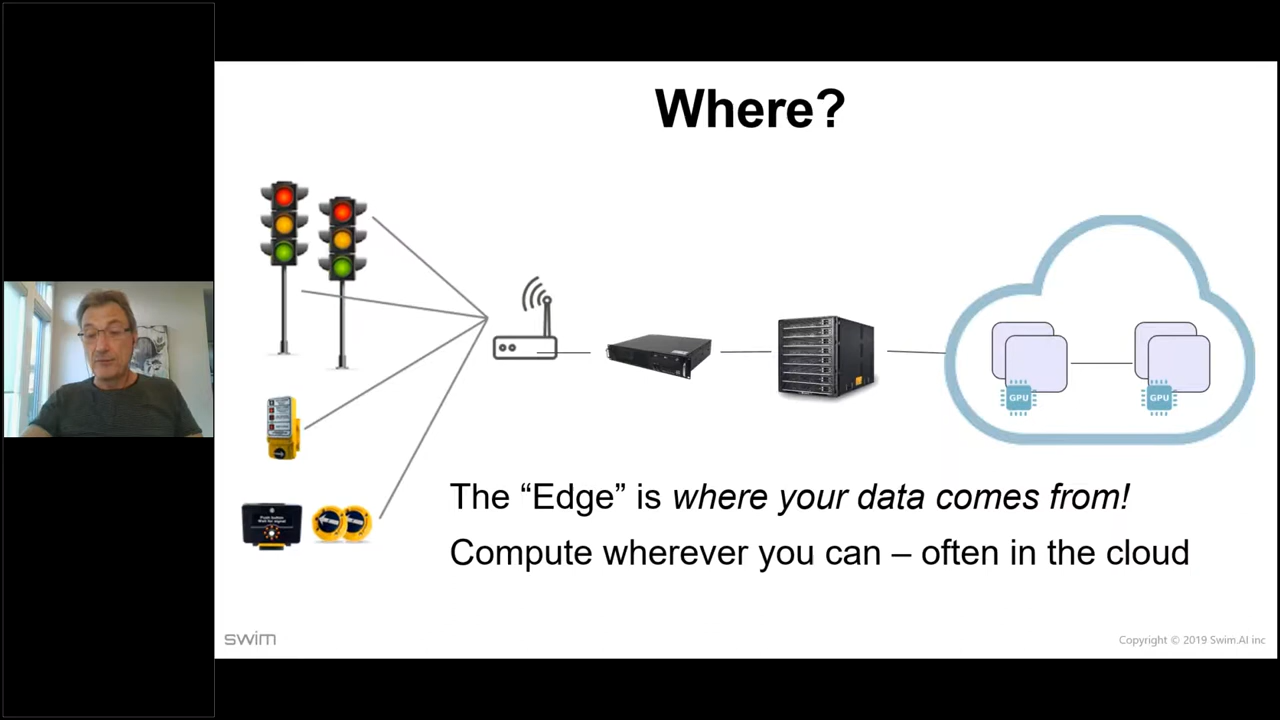 Where?
GPU
GPU
The “Edge” is where your data comes from!
Compute wherever you can – often in the cloud
swim
Copyright © 2019 Swim.AI inc